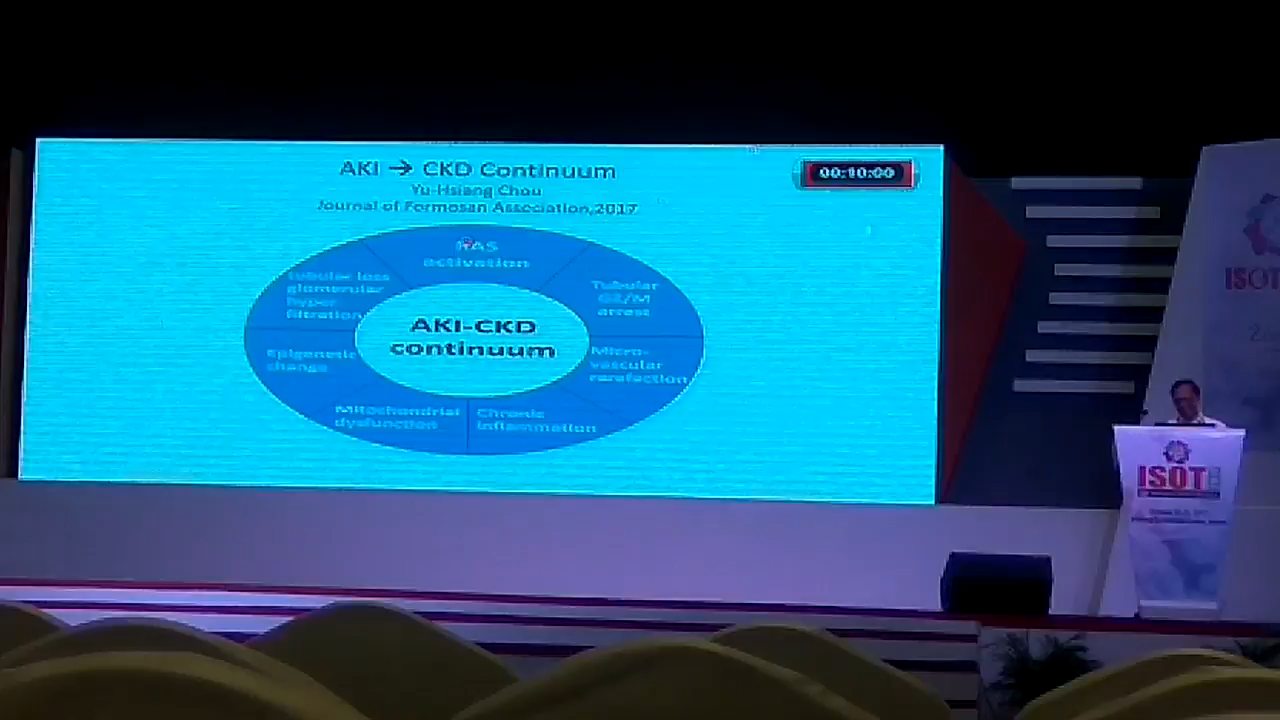 AKI → CKD Continuum
Yu-Hsiang Chou
Journal of Formosan Association,2017
00:10:00
RAS
activation
Tubular
G2/M
arrest
Micro-
vascular
rarefaction
Chronic
inflammation
Mitochondrial
dysfunction
Epigenetic
change
Tubular loss
glomerular
hyper
filtration
AKI-CKD
continuum
ISOT
ISOT